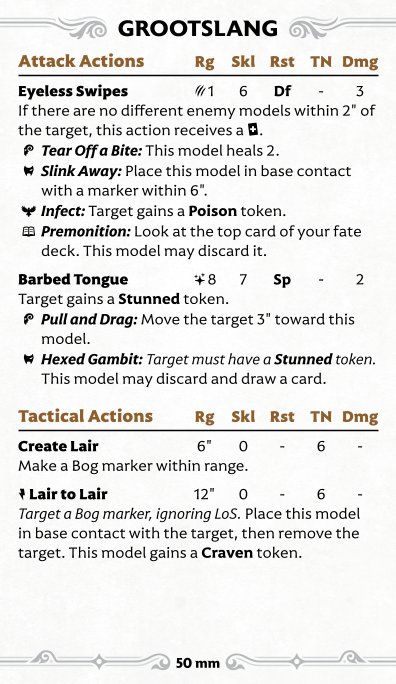 GROOTSLANG
Attack Actions Rg Skl Rst TN Dmg
Eyeless Swipes 1 6 Df - 3
If there are no different enemy models within 2" of
the target, this action receives a .
Tear Off a Bite: This model heals 2.
Slink Away: Place this model in base contact
with a marker within 6".
Infect: Target gains a Poison token.
Premonition: Look at the top card of your fate
deck. This model may discard it.
Barbed Tongue 8 7 Sp - 2
Target gains a Stunned token.
Pull and Drag: Move the target 3" toward this
model.
Hexed Gambit: Target must have a Stunned token.
This model may discard and draw a card.
Tactical Actions Rg Skl Rst TN Dmg
Create Lair 6" 0 - 6 -
Make a Bog marker within range.
Lair to Lair 12" 0 - 6 -
Target a Bog marker, ignoring LoS. Place this model
in base contact with the target, then remove the
target. This model gains a Craven token.
50 mm